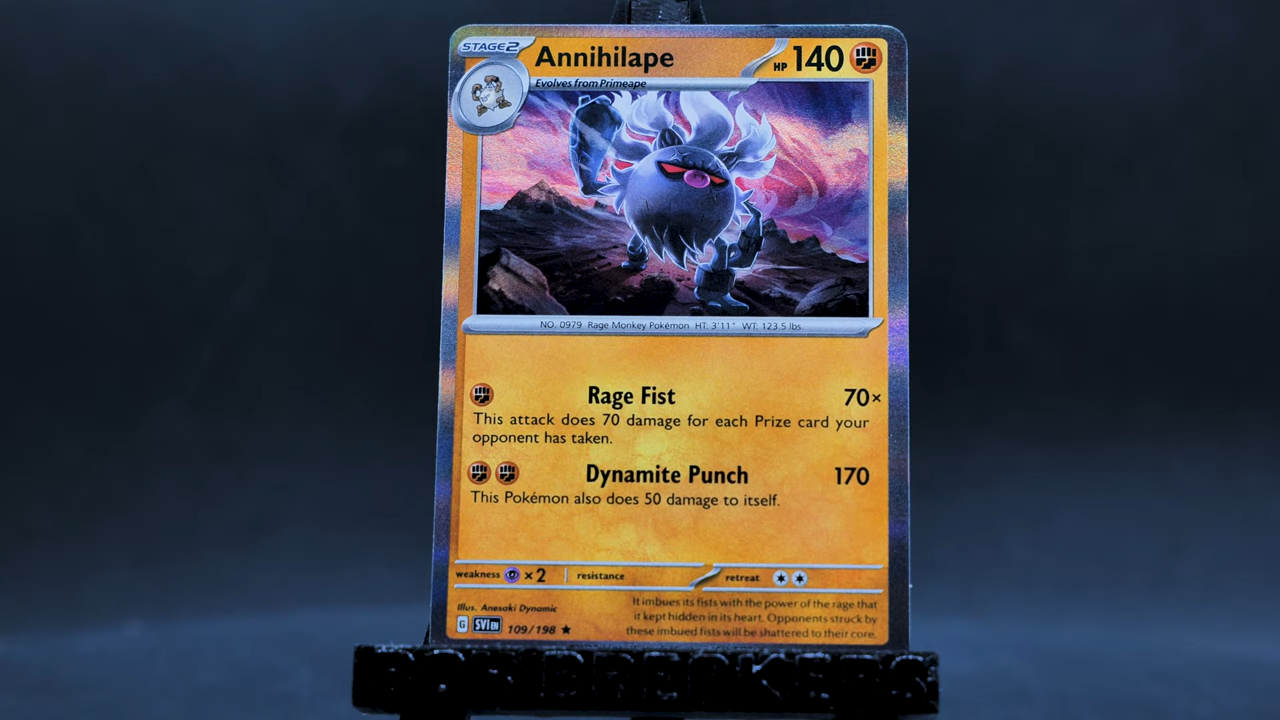 STAGE2 Annihilape HP 140
Evolves from Primeape
NO. 0979 Rage Monkey Pokémon HT: 3'11" WT: 123.5 lbs.
Rage Fist 70×
This attack does 70 damage for each Prize card your
opponent has taken.
Dynamite Punch 170
This Pokémon also does 50 damage to itself.
weakness ×2 resistance retreat
Illus. Anesaki Dynamic
G SVI EN 109/198
It imbues its fists with the power of the rage that
it kept hidden in its heart. Opponents struck by
these imbued fists will be shattered to their core.